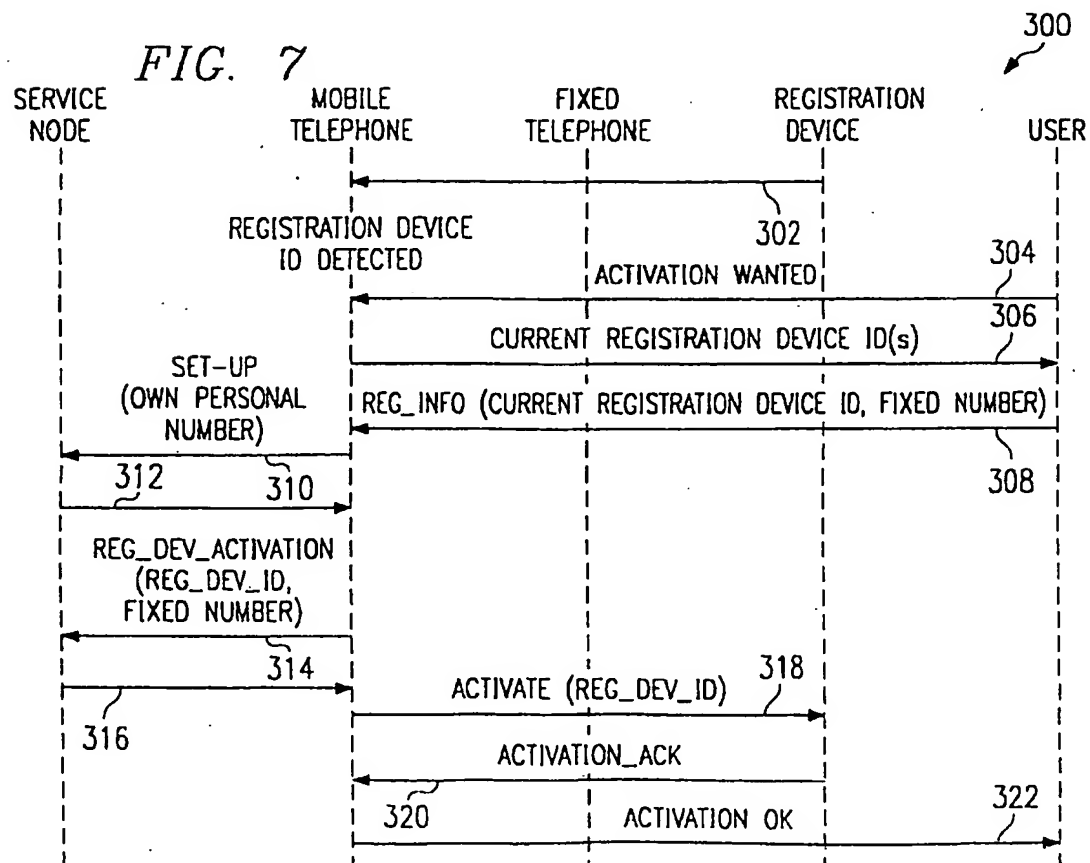 FIG. 7
300
SERVICE
NODE
MOBILE
TELEPHONE
FIXED
TELEPHONE
REGISTRATION
DEVICE
USER
302
REGISTRATION DEVICE
ID DETECTED
304
ACTIVATION WANTED
306
CURRENT REGISTRATION DEVICE ID(s)
SET-UP
(OWN PERSONAL
NUMBER)
REG_INFO (CURRENT REGISTRATION DEVICE ID, FIXED NUMBER)
308
310
312
REG_DEV_ACTIVATION
(REG_DEV_ID,
FIXED NUMBER)
314
316
ACTIVATE (REG_DEV_ID)
318
ACTIVATION_ACK
320
ACTIVATION OK
322